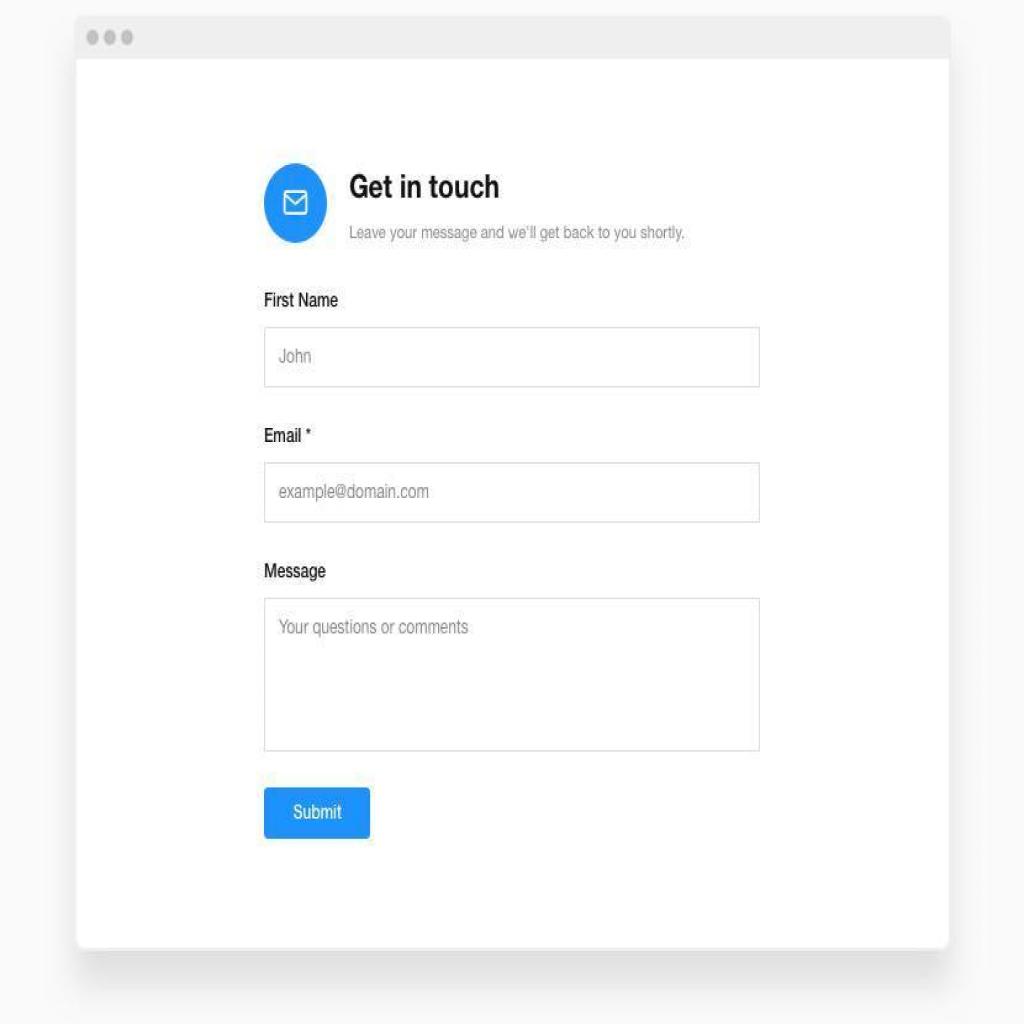 Get in touch
Leave your message and we'll get back to you shortly.
First Name
John
Email *
example@domain.com
Message
Your questions or comments
Submit